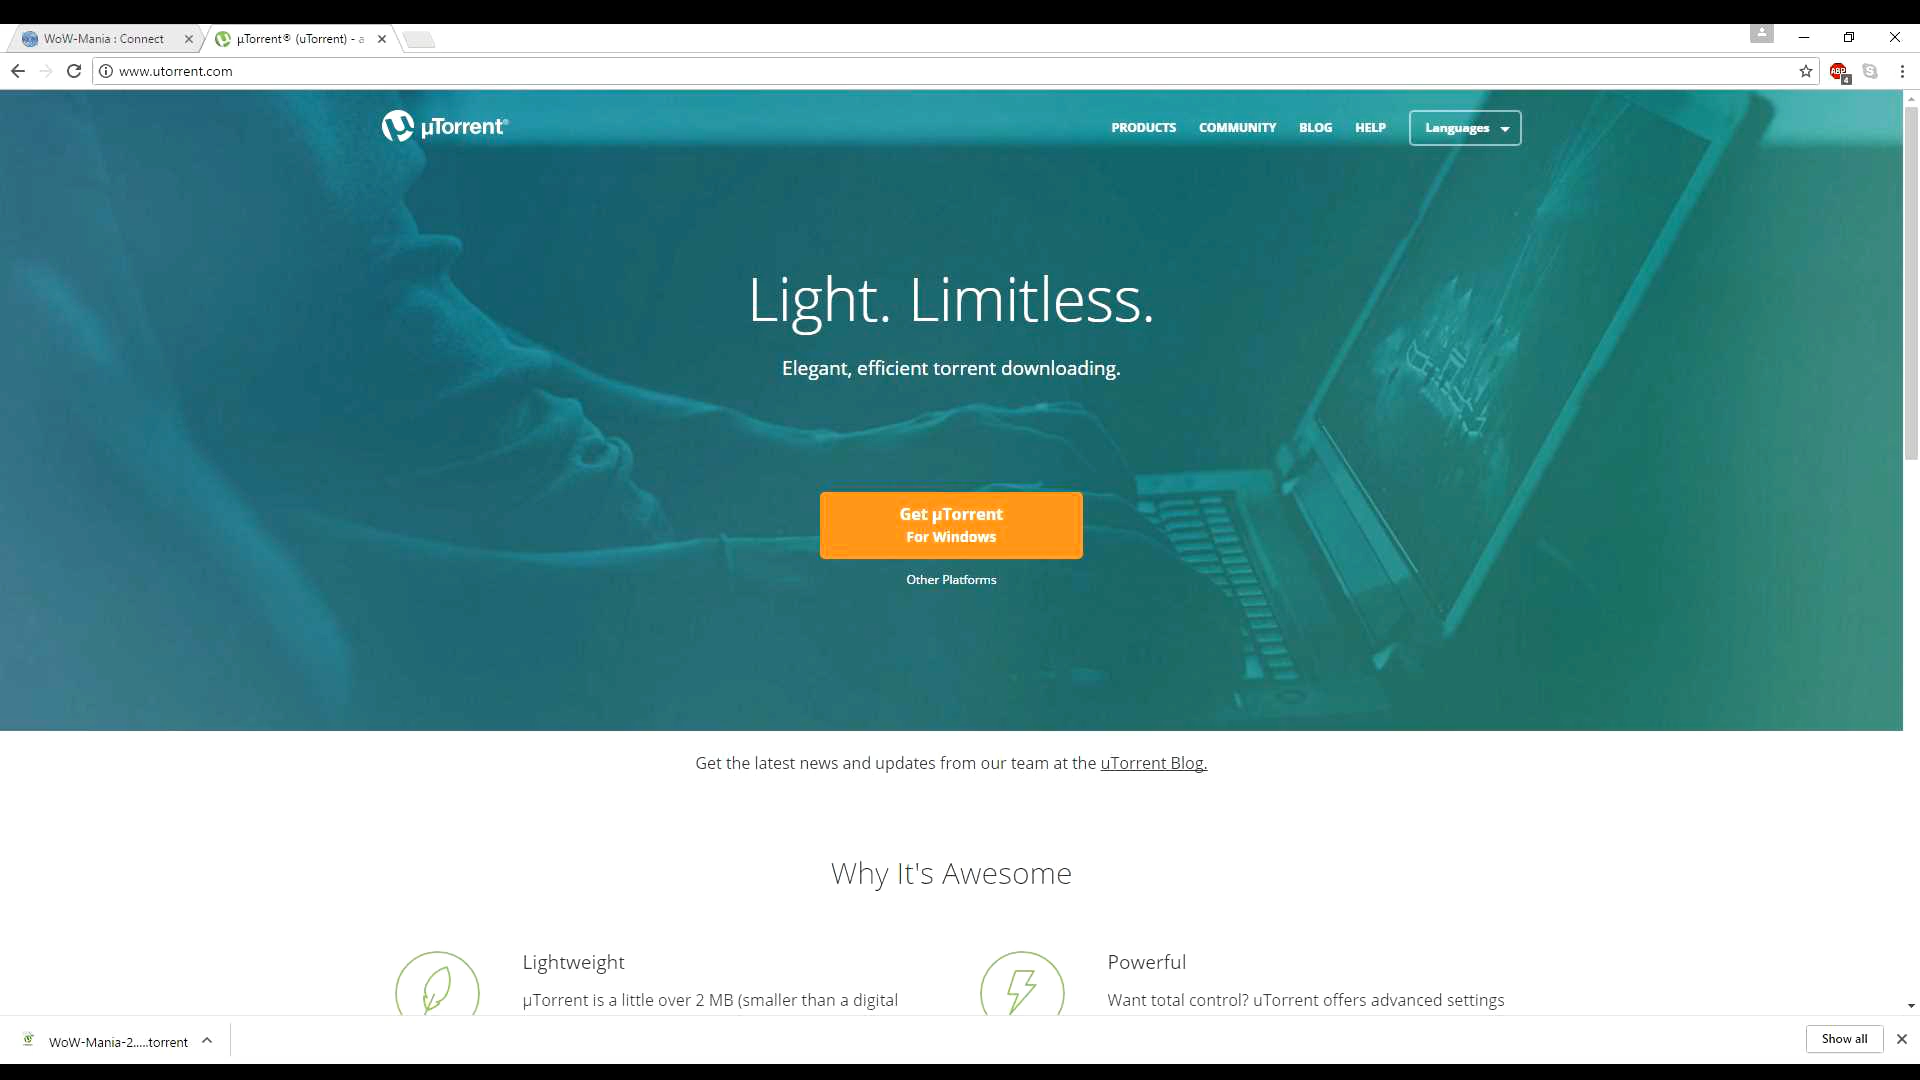 WoW-Mania : Connect
µTorrent® (uTorrent) - a
www.utorrent.com
ABP
4
µTorrent®
PRODUCTS
COMMUNITY
BLOG
HELP
Languages
Light. Limitless.
Elegant, efficient torrent downloading.
Get µTorrent
For Windows
Other Platforms
Get the latest news and updates from our team at the uTorrent Blog.
Why It's Awesome
Lightweight
µTorrent is a little over 2 MB (smaller than a digital
Powerful
Want total control? uTorrent offers advanced settings
WoW-Mania-2.....torrent
Show all